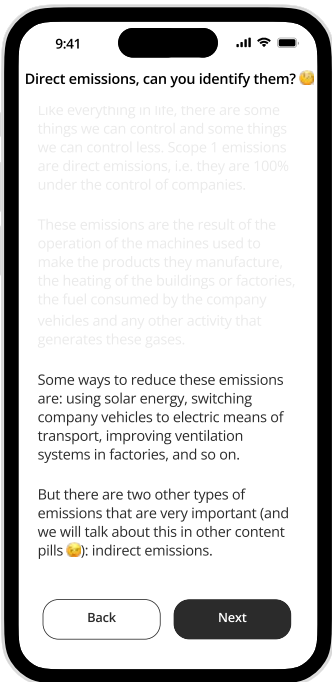 9:41
Direct emissions, can you identify them? 🧐
Like everything in life, there are some
things we can control and some things
we can control less. Scope 1 emissions
are direct emissions, i.e. they are 100%
under the control of companies.
These emissions are the result of the
operation of the machines used to
make the products they manufacture,
the heating of the buildings or factories,
the fuel consumed by the company
vehicles and any other activity that
generates these gases.
Some ways to reduce these emissions
are: using solar energy, switching
company vehicles to electric means of
transport, improving ventilation
systems in factories, and so on.
But there are two other types of
emissions that are very important (and
we will talk about this in other content
pills 😉): indirect emissions.
Back
Next